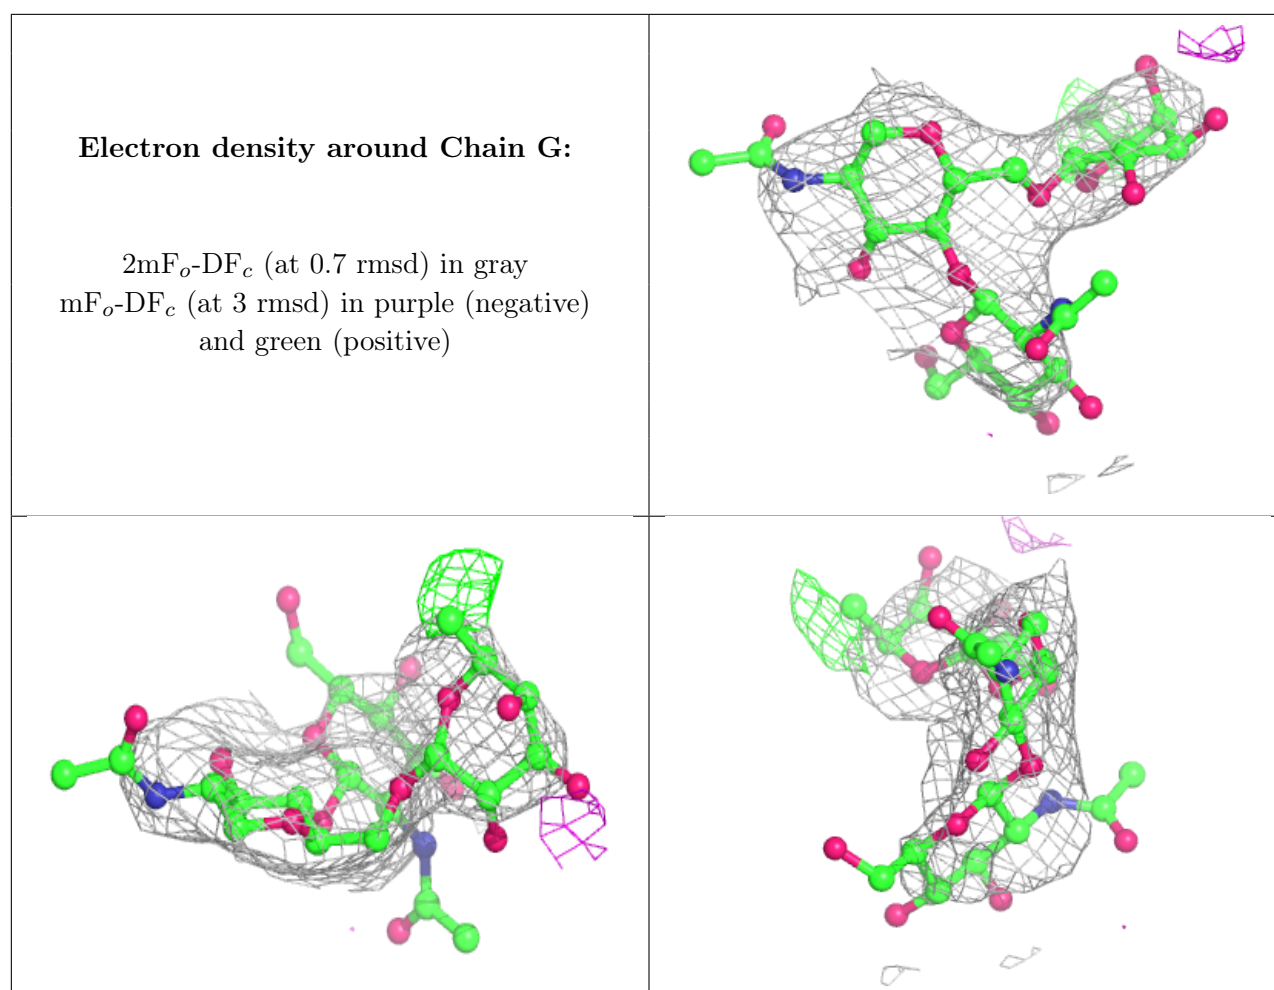 Electron density around Chain G:
2mFo-DFc (at 0.7 rmsd) in gray
mFo-DFc (at 3 rmsd) in purple (negative)
and green (positive)